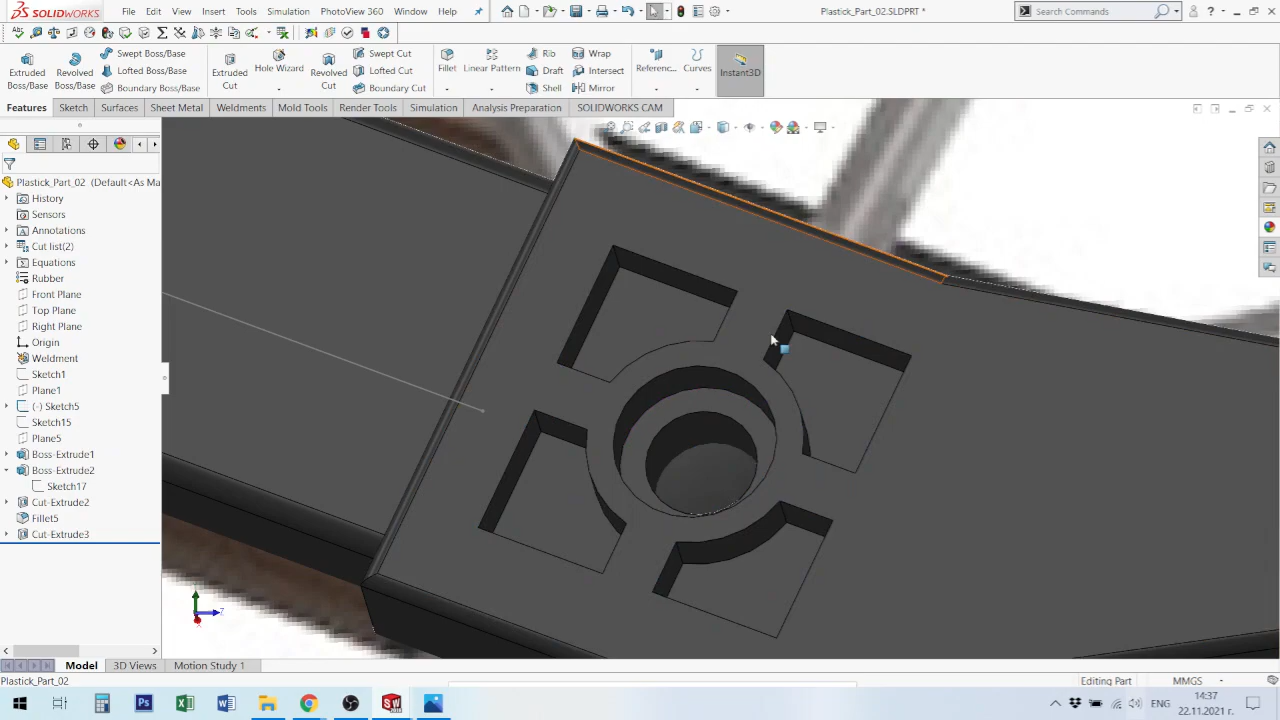 SOLIDWORKS File Edit View Insert Tools Simulation PhotoView 360 Window Help Plastick_Part_02.SLDPRT * Search Commands
Extruded Boss/Base
Revolved Boss/Base
Swept Boss/Base
Lofted Boss/Base
Boundary Boss/Base
Extruded Cut
Hole Wizard
Revolved Cut
Swept Cut
Lofted Cut
Boundary Cut
Fillet
Linear Pattern
Rib
Draft
Shell
Wrap
Intersect
Mirror
Referenc...
Curves
Instant3D
Features Sketch Surfaces Sheet Metal Weldments Mold Tools Render Tools Simulation Analysis Preparation SOLIDWORKS CAM
Plastick_Part_02 (Default<As Ma
History
Sensors
Annotations
Cut list(2)
Equations
Rubber
Front Plane
Top Plane
Right Plane
Origin
Weldment
Sketch1
Plane1
(-) Sketch5
Sketch15
Plane5
Boss-Extrude1
Boss-Extrude2
Sketch17
Cut-Extrude2
Fillet5
Cut-Extrude3
Model 3D Views Motion Study 1
Plastick_Part_02 Editing Part MMGS
ENG 14:37
22.11.2021 г.